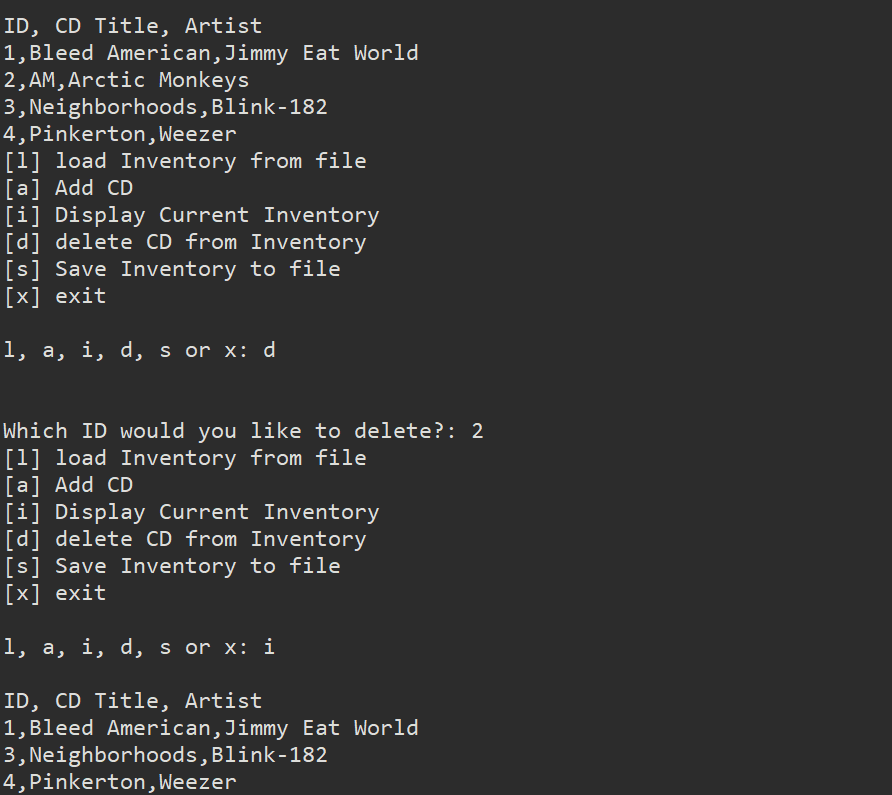 ID, CD Title, Artist
1,Bleed American,Jimmy Eat World
2,AM,Arctic Monkeys
3,Neighborhoods,Blink-182
4,Pinkerton,Weezer
[l] load Inventory from file
[a] Add CD
[i] Display Current Inventory
[d] delete CD from Inventory
[s] Save Inventory to file
[x] exit
l, a, i, d, s or x: d
Which ID would you like to delete?: 2
[l] load Inventory from file
[a] Add CD
[i] Display Current Inventory
[d] delete CD from Inventory
[s] Save Inventory to file
[x] exit
l, a, i, d, s or x: i
ID, CD Title, Artist
1,Bleed American,Jimmy Eat World
3,Neighborhoods,Blink-182
4,Pinkerton,Weezer